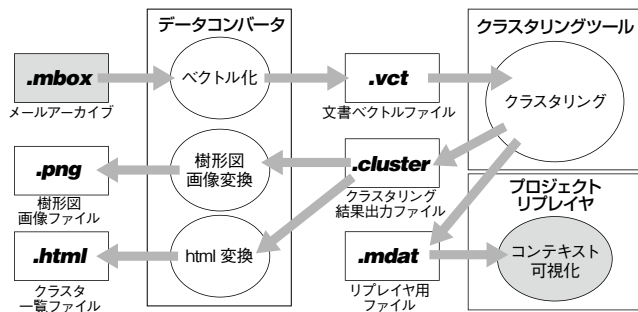 データコンバータ
クラスタリングツール
.mbox
ベクトル化
.vct
クラスタリング
メールアーカイブ
文書ベクトルファイル
.png
樹形図
画像変換
.cluster
樹形図
画像ファイル
クラスタリング
結果出力ファイル
プロジェクト
リプレイヤ
.html
html 変換
.mdat
コンテキスト
可視化
クラスタ
一覧ファイル
リプレイヤ用
ファイル